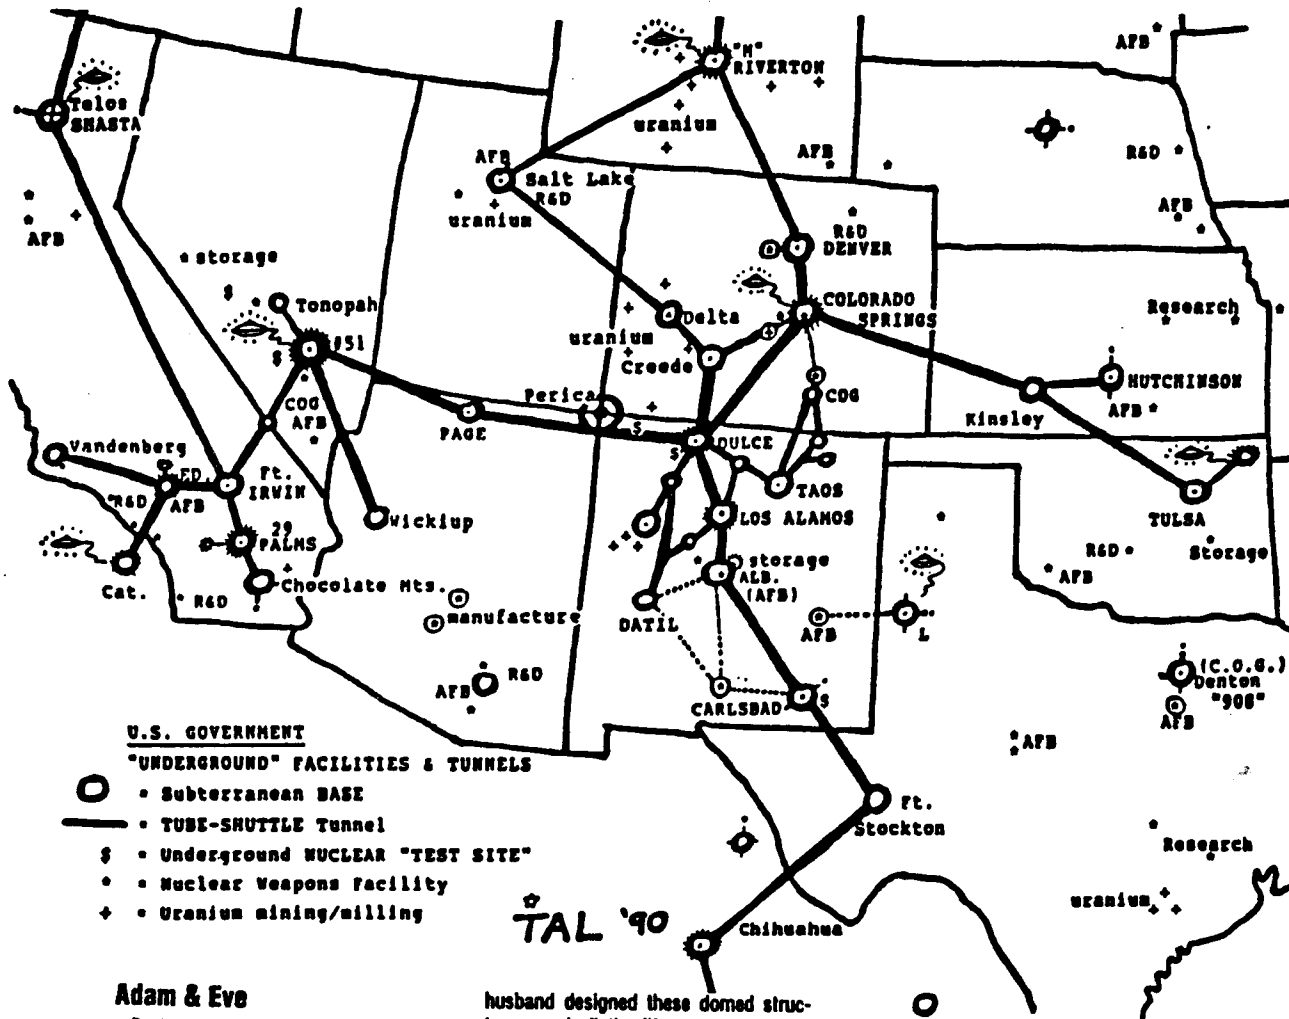 AFB
"M"
RIVERTON
Telos
SHASTA
uranium
AFB
R&D
AFB
Salt Lake
R&D
uranium
AFB
AFB
R&D
DENVER
storage
$
Tonopah
COLORADO
SPRINGS
Research
Delta
uranium
$
#51
Creede
HUTCHINSON
AFB
COG
AFB
Perica
COG
Kinsley
PAGE
$
DULCE
$
Vandenberg
ED.
AFB
Ft.
IRWIN
R&D
TAOS
Wickiup
LOS ALAMOS
TULSA
29
PALMS
storage
ALB.
(AFB)
R&D
Storage
AFB
Cat.
Chocolate Mts.
R&D
manufacture
DATIL
AFB
L
R&D
AFB
CARLSBAD
$
(C.O.G.)
Denton
"908"
AFB
AFB
U.S. GOVERNMENT
"UNDERGROUND" FACILITIES & TUNNELS
= Subterranean BASE
= TUBE-SHUTTLE Tunnel
$ = Underground NUCLEAR "TEST SITE"
* = Nuclear Weapons Facility
+ = Uranium mining/milling
Ft.
Stockton
Research
uranium
TAL '90
Chihuahua
Adam & Eve
husband designed these domed struc-